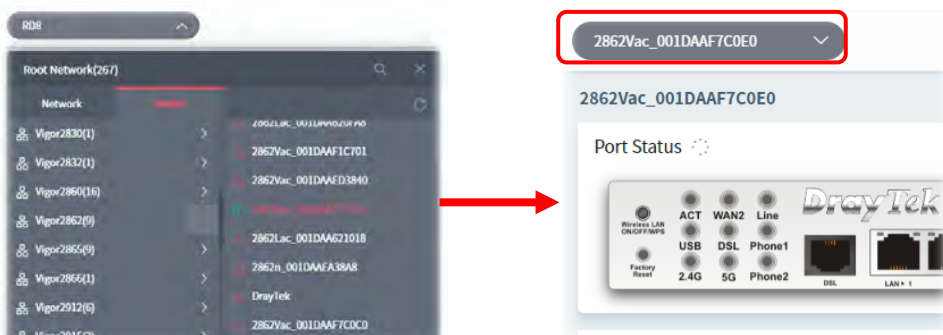 RD8
Root Network(267)
Network
Vigor2830(1)
Vigor2832(1)
Vigor2860(16)
Vigor2862(9)
Vigor2865(9)
Vigor2866(1)
Vigor2912(6)
2862Vac_001DAAF1C701
2862Vac_001DAAED3840
2862Lac_001DAA621018
2862n_001DAAEA38A8
DrayTek
2862Vac_001DAAF7C0C0
2862Vac_001DAAF7C0E0
2862Vac_001DAAF7C0E0
Port Status
DrayTek
Wireless LAN
ON/OFF/WPS
ACT WAN2 Line
USB DSL Phone1
Factory
Reset
2.4G 5G Phone2
DSL
LAN 1